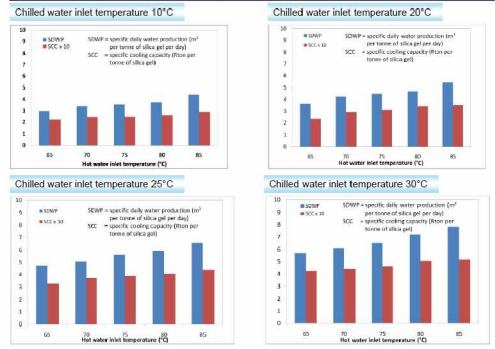 Chilled water inlet temperature 10°C
10
9
8
7
6
5
4
3
2
1
0
SDWP
SCC x 10
SDWP = specific daily water production (m³
per tonne of silica gel per day)
SCC = specific cooling capacity (Rton per
tonne of silica gel)
65 70 75 80 85
Hot water inlet temperature (°C)
Chilled water inlet temperature 20°C
10
9
8
7
6
5
4
3
2
1
0
SDWP
SCC x 10
SDWP = specific daily water production (m³
per tonne of silica gel per day)
SCC = specific cooling capacity (Rton per
tonne of silica gel)
65 70 75 80 85
Hot water inlet temperature (°C)
Chilled water inlet temperature 25°C
10
9
8
7
6
5
4
3
2
1
0
SDWP
SCC x 10
SDWP = specific daily water production (m³
per tonne of silica gel per day)
SCC = specific cooling capacity (Rton per
tonne of silica gel)
65 70 75 80 85
Hot water inlet temperature (°C)
Chilled water inlet temperature 30°C
10
9
8
7
6
5
4
3
2
1
0
SDWP
SCC x 10
SDWP = specific daily water production (m³
per tonne of silica gel per day)
SCC = specific cooling capacity (Rton per
tonne of silica gel)
65 70 75 80 85
Hot water inlet temperature (°C)